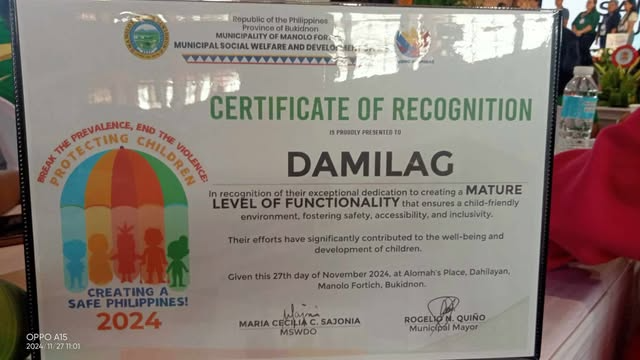 Republic of the Philippines
Province of Bukidnon
MUNICIPALITY OF MANOLO FOR
MUNICIPAL SOCIAL WELFARE AND DEVELOPMENT
CERTIFICATE OF RECOGNITION
IS PROUDLY PRESENTED TO
DAMILAG
In recognition of their exceptional dedication to creating a MATURE
LEVEL OF FUNCTIONALITY that ensures a child-friendly
environment, fostering safety, accessibility, and inclusivity.
Their efforts have significantly contributed to the well-being and
development of children.
Given this 27th day of November 2024, at Alomah's Place, Dahilayan,
Manolo Fortich, Bukidnon.
MARIA CECILIA C. SAJONIA
MSWDO
ROGELIO N. QUIÑO
Municipal Mayor
BREAK THE PREVALENCE, END THE VIOLENCE:
PROTECTING CHILDREN
CREATING A
SAFE PHILIPPINES!
2024
OPPO A15
2024/11/27 11:01